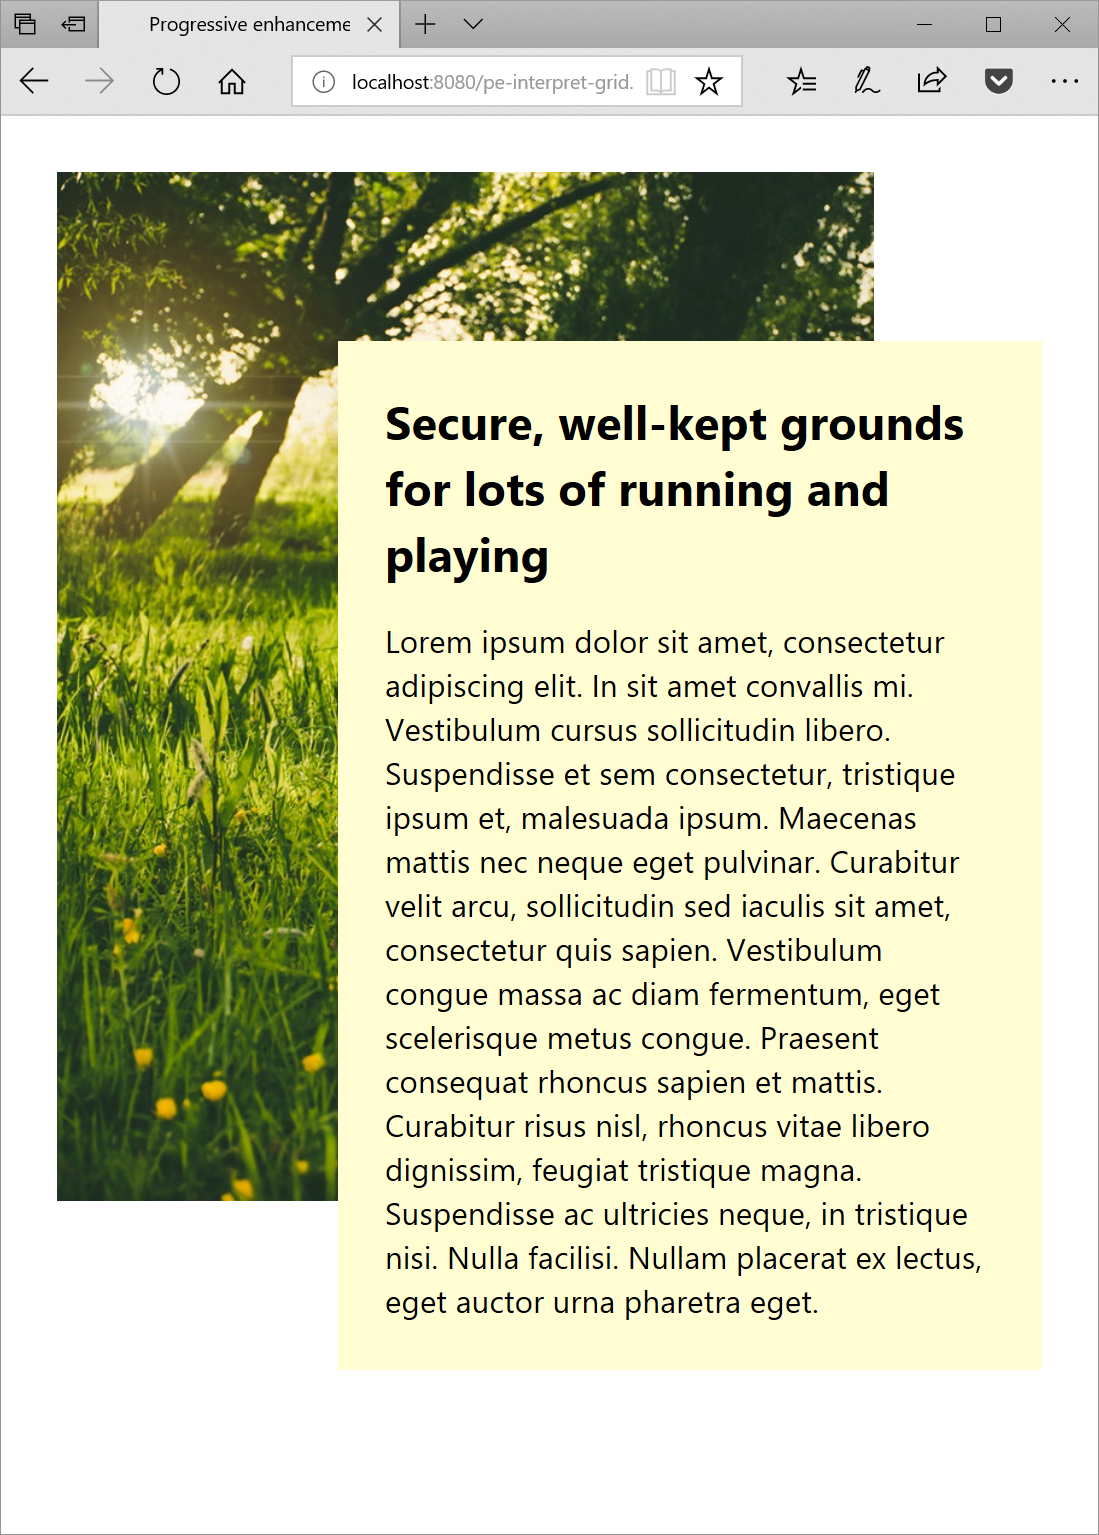 Progressive enhanceme
localhost:8080/pe-interpret-grid.
Secure, well-kept grounds
for lots of running and
playing
Lorem ipsum dolor sit amet, consectetur
adipiscing elit. In sit amet convallis mi.
Vestibulum cursus sollicitudin libero.
Suspendisse et sem consectetur, tristique
ipsum et, malesuada ipsum. Maecenas
mattis nec neque eget pulvinar. Curabitur
velit arcu, sollicitudin sed iaculis sit amet,
consectetur quis sapien. Vestibulum
congue massa ac diam fermentum, eget
scelerisque metus congue. Praesent
consequat rhoncus sapien et mattis.
Curabitur risus nisl, rhoncus vitae libero
dignissim, feugiat tristique magna.
Suspendisse ac ultricies neque, in tristique
nisi. Nulla facilisi. Nullam placerat ex lectus,
eget auctor urna pharetra eget.